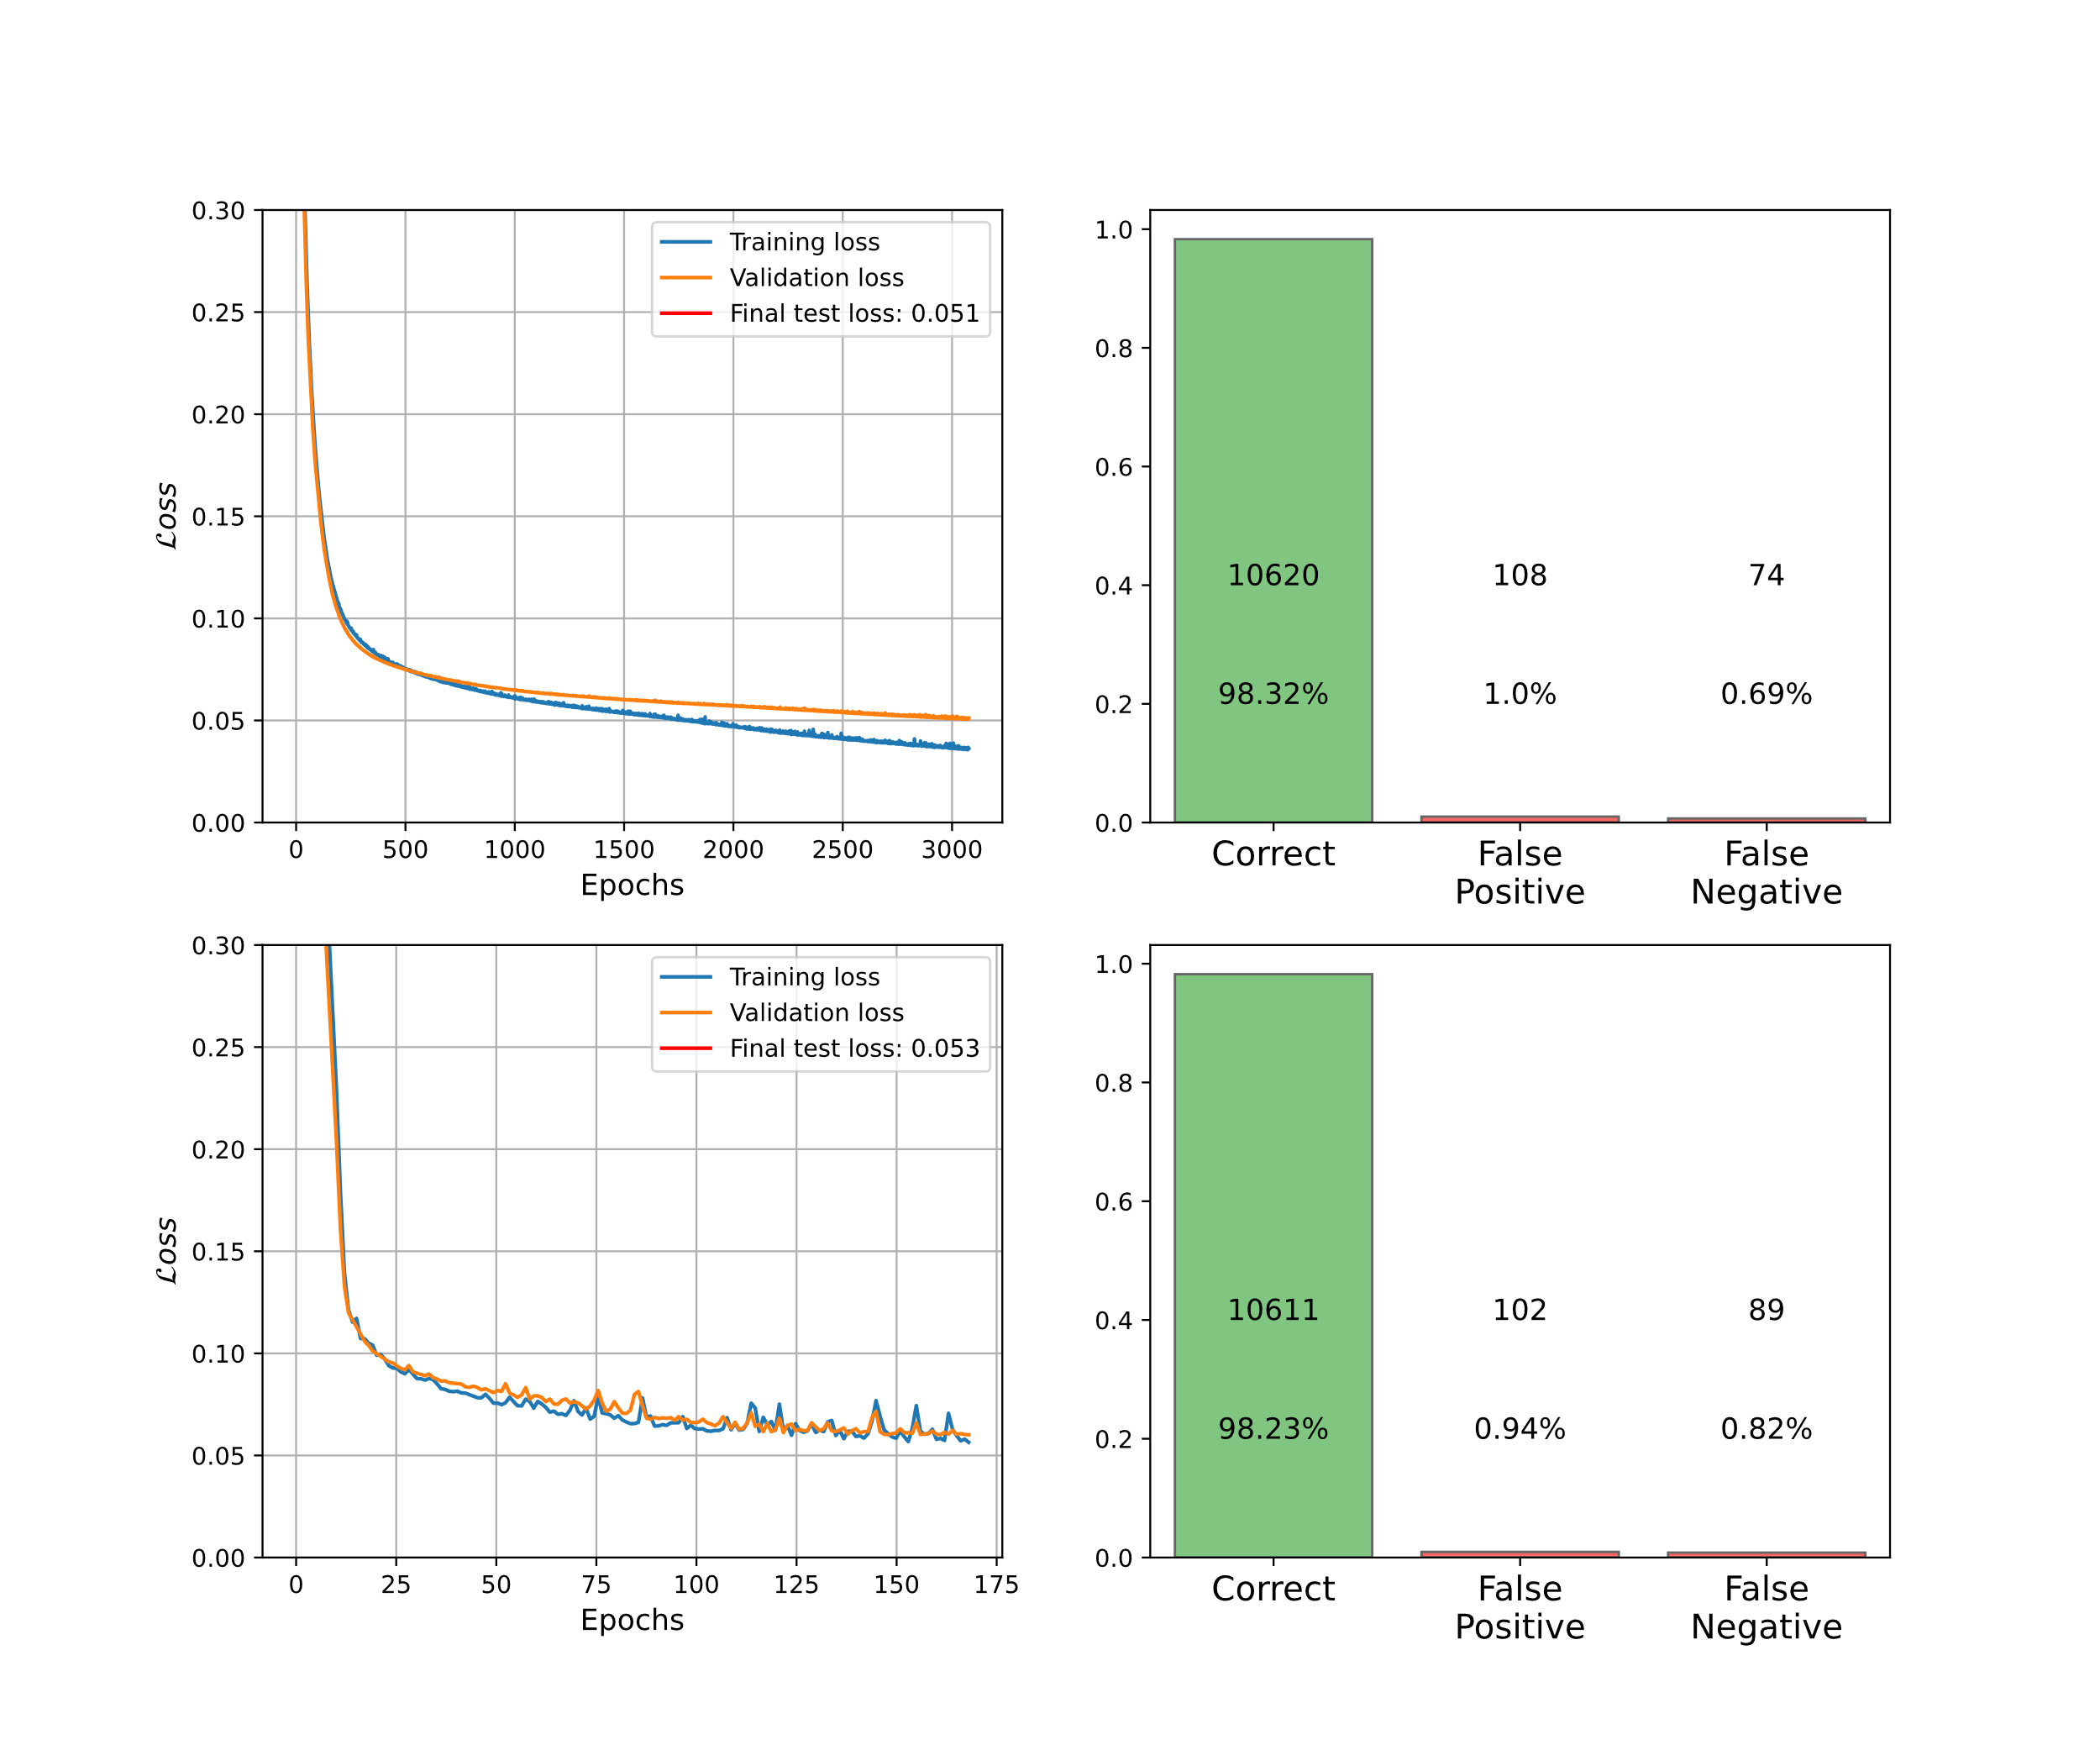 0.30
0.25
0.20
0.15
0.10
0.05
0.00
ℒoss
Training loss
Validation loss
Final test loss: 0.051
0 500 1000 1500 2000 2500 3000
Epochs
1.0
0.8
0.6
0.4
0.2
0.0
10620 108 74
98.32% 1.0% 0.69%
Correct False Positive False Negative
0.30
0.25
0.20
0.15
0.10
0.05
0.00
ℒoss
Training loss
Validation loss
Final test loss: 0.053
0 25 50 75 100 125 150 175
Epochs
1.0
0.8
0.6
0.4
0.2
0.0
10611 102 89
98.23% 0.94% 0.82%
Correct False Positive False Negative